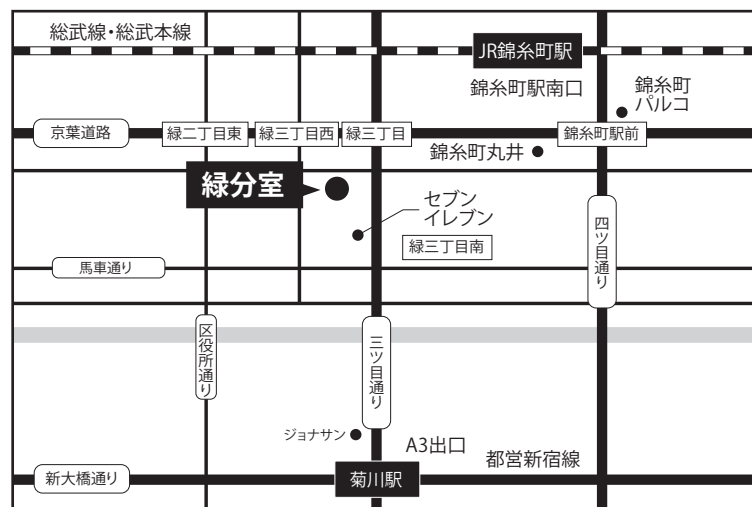 総武線・総武本線
JR錦糸町駅
錦糸町駅南口
錦糸町
パルコ
京葉道路
緑二丁目東
緑三丁目西
緑三丁目
錦糸町駅前
錦糸町丸井
緑分室
セブン
イレブン
緑三丁目南
四ツ目通り
馬車通り
区役所通り
三ツ目通り
ジョナサン
A3出口
都営新宿線
新大橋通り
菊川駅